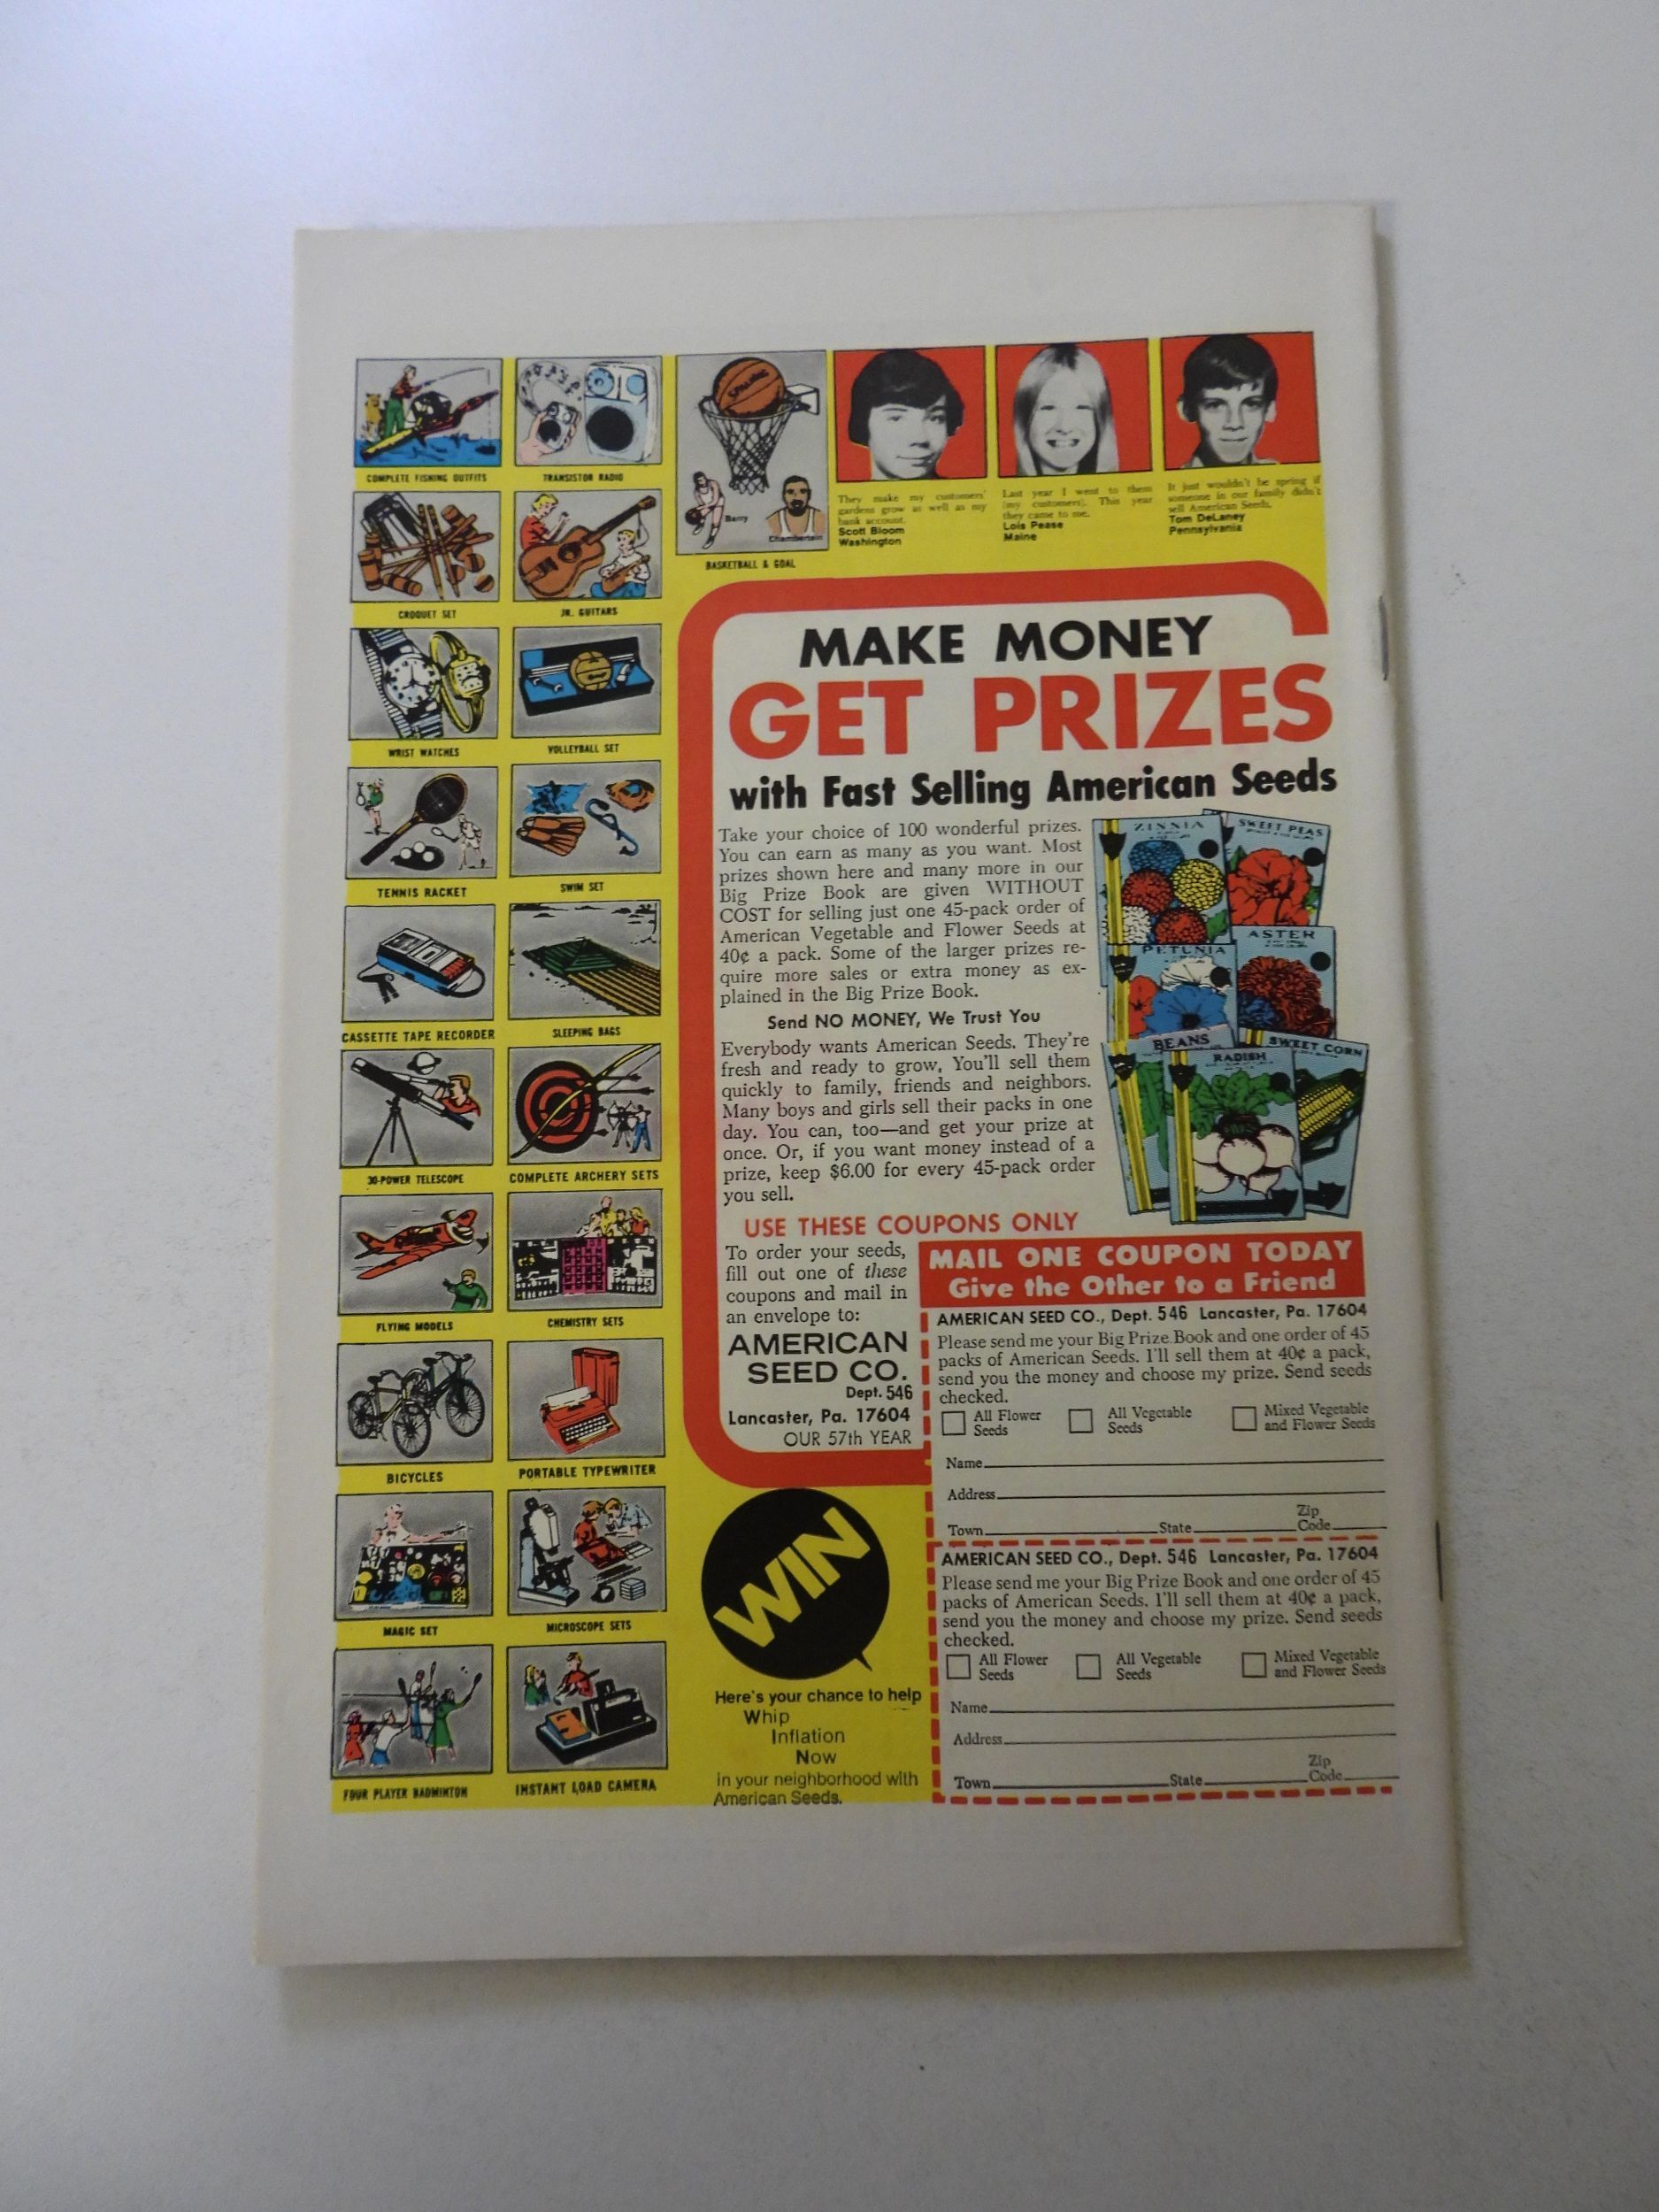 COMPLETE FISHING OUTFITS
TRANSISTOR RADIO
CROQUET SET
JR. GUITARS
WRIST WATCHES
VOLLEYBALL SET
TENNIS RACKET
SWIM SET
CASSETTE TAPE RECORDER
SLEEPING BAGS
30-POWER TELESCOPE
COMPLETE ARCHERY SETS
FLYING MODELS
CHEMISTRY SETS
BICYCLES
PORTABLE TYPEWRITER
MAGIC SET
MICROSCOPE SETS
FOUR PLAYER BADMINTON
INSTANT LOAD CAMERA
SPALDING
Barry
Chamberlain
BASKETBALL & GOAL
They make my customers'
gardens grow as well as my
bank account.
Scott Bloom
Washington
Last year I went to them
(my customers). This year
they came to me.
Lois Pease
Maine
It just wouldn't be spring if
someone in our family didn't
sell American Seeds.
Tom DeLaney
Pennsylvania
MAKE MONEY
GET PRIZES
with Fast Selling American Seeds
Take your choice of 100 wonderful prizes.
You can earn as many as you want. Most
prizes shown here and many more in our
Big Prize Book are given WITHOUT
COST for selling just one 45-pack order of
American Vegetable and Flower Seeds at
40¢ a pack. Some of the larger prizes re-
quire more sales or extra money as ex-
plained in the Big Prize Book.
Send NO MONEY, We Trust You
Everybody wants American Seeds. They're
fresh and ready to grow, You'll sell them
quickly to family, friends and neighbors.
Many boys and girls sell their packs in one
day. You can, too—and get your prize at
once. Or, if you want money instead of a
prize, keep $6.00 for every 45-pack order
you sell.
ZINNIA
SWEET PEAS
PETUNIA
ASTER
BEANS
RADISH
SWEET CORN
USE THESE COUPONS ONLY
To order your seeds,
fill out one of these
coupons and mail in
an envelope to:
AMERICAN
SEED CO.
Dept. 546
Lancaster, Pa. 17604
OUR 57th YEAR
MAIL ONE COUPON TODAY
Give the Other to a Friend
AMERICAN SEED CO., Dept. 546 Lancaster, Pa. 17604
Please send me your Big Prize Book and one order of 45
packs of American Seeds. I'll sell them at 40¢ a pack,
send you the money and choose my prize. Send seeds
checked.
All Flower Seeds
All Vegetable Seeds
Mixed Vegetable and Flower Seeds
Name
Address
Town State Zip Code
AMERICAN SEED CO., Dept. 546 Lancaster, Pa. 17604
Please send me your Big Prize Book and one order of 45
packs of American Seeds. I'll sell them at 40¢ a pack,
send you the money and choose my prize. Send seeds
checked.
All Flower Seeds
All Vegetable Seeds
Mixed Vegetable and Flower Seeds
Name
Address
Town State Zip Code
WIN
Here's your chance to help
Whip
Inflation
Now
in your neighborhood with
American Seeds.